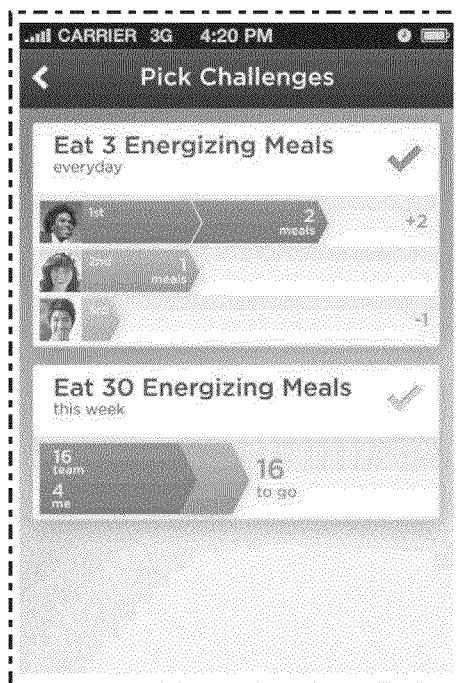 CARRIER 3G 4:20 PM
Pick Challenges
Eat 3 Energizing Meals
everyday
1st 2 meals +2
2nd 1 meals
3rd -1
Eat 30 Energizing Meals
this week
16 team
4 me
16 to go